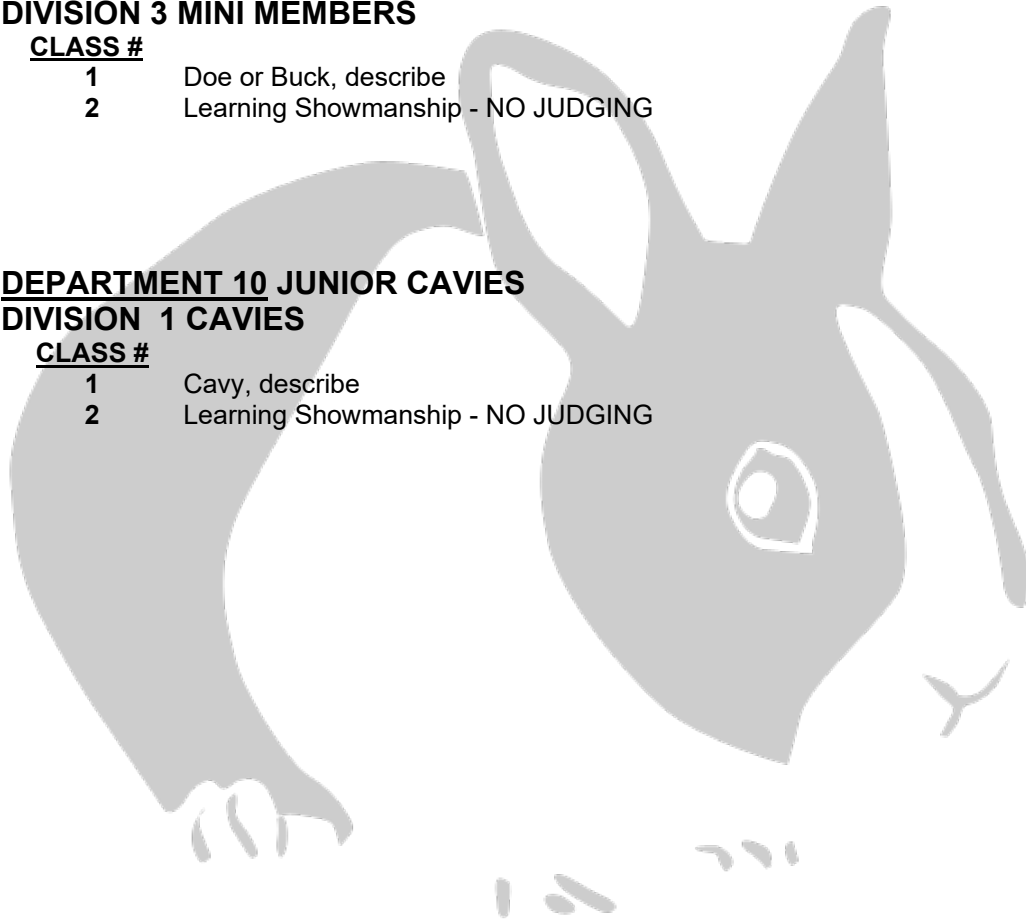 DIVISION 3 MINI MEMBERS
CLASS #
1 Doe or Buck, describe
2 Learning Showmanship - NO JUDGING
DEPARTMENT 10 JUNIOR CAVIES
DIVISION 1 CAVIES
CLASS #
1 Cavy, describe
2 Learning Showmanship - NO JUDGING